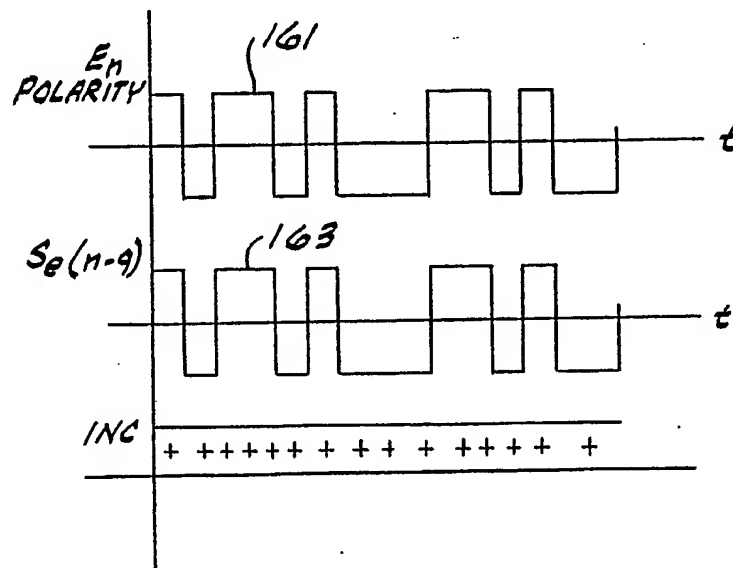 161
En
POLARITY
t
Se(n-q)
163
t
INC
+ + + + + + + + + + + + + +